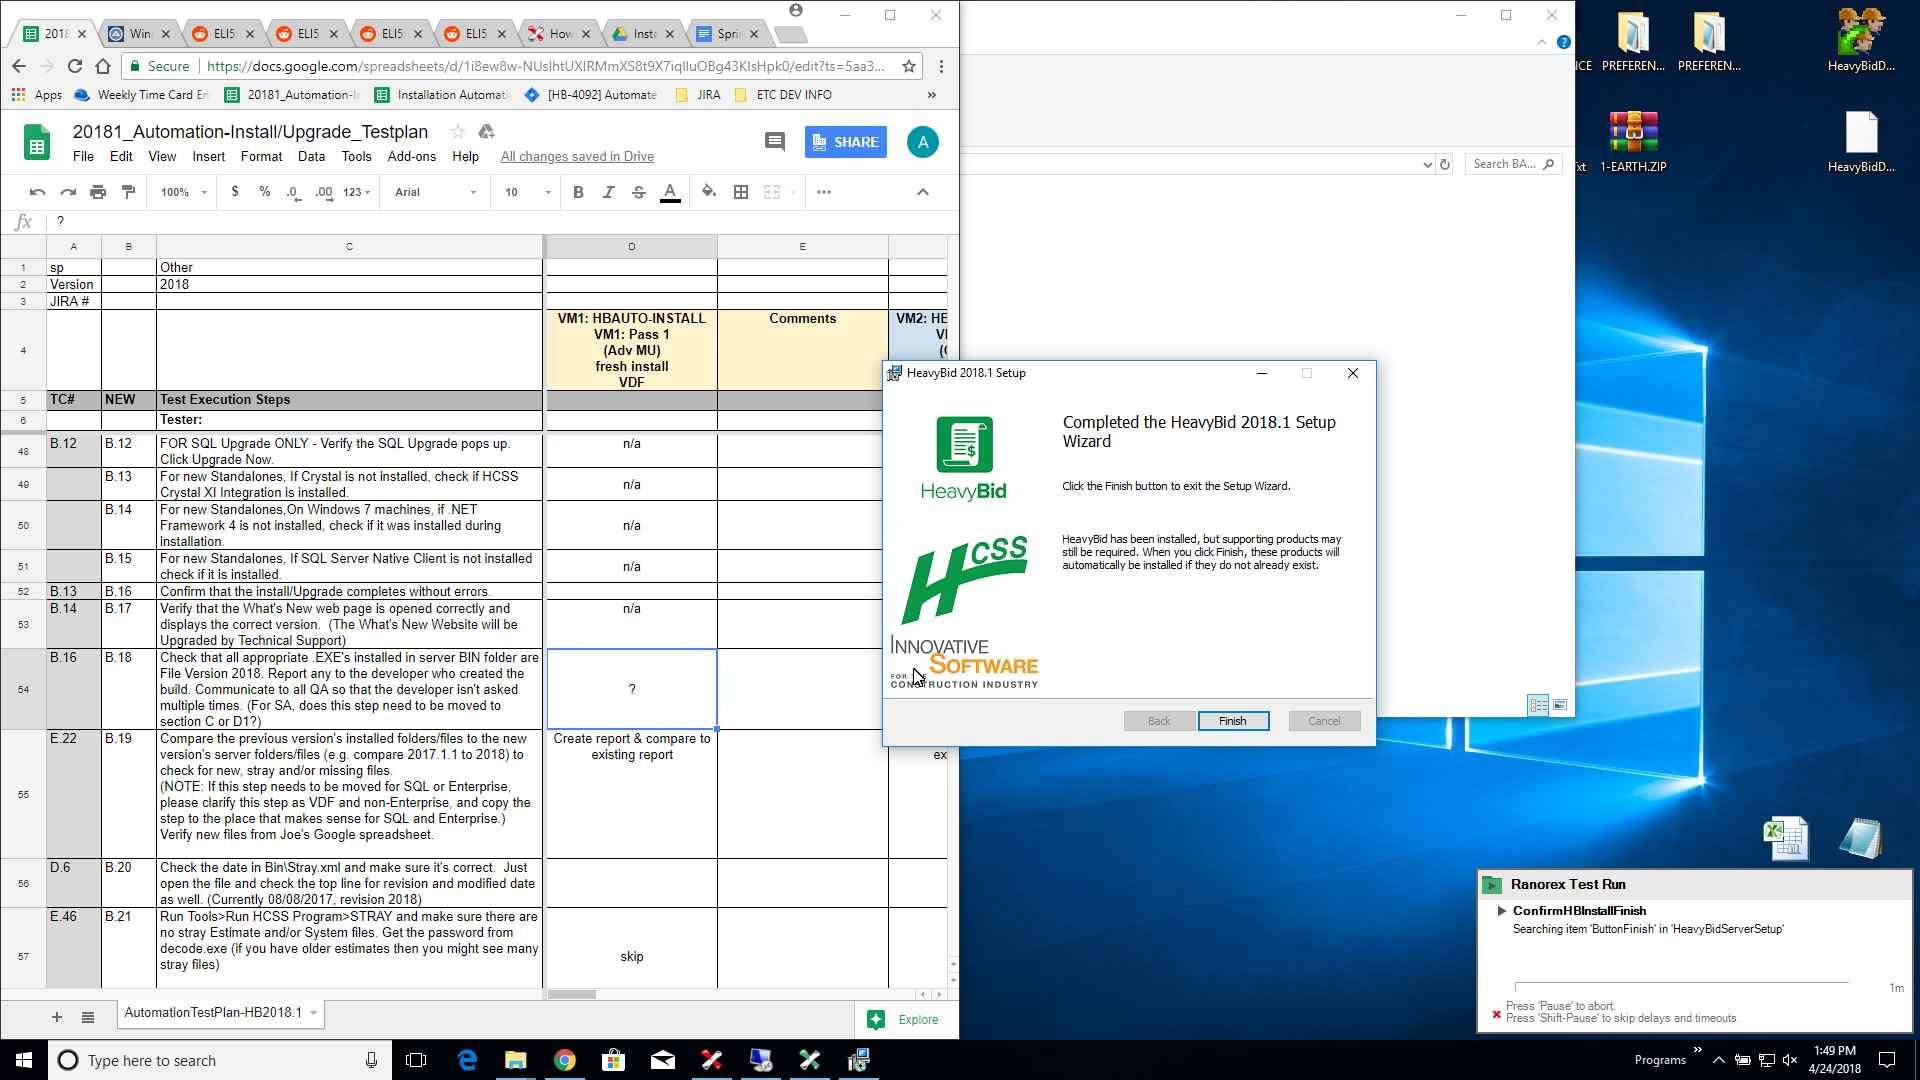 2018
Win
ELI5
ELI5
ELI5
ELI5
How
Insta
Sprin
Secure
https://docs.google.com/spreadsheets/d/1i8ew8w-NUslhtUXIRMmXS8t9X7iqlluOBg43KIsHpk0/edit?ts=5aa3...
Apps
Weekly Time Card En
20181_Automation-I
Installation Automati
[HB-4092] Automate
JIRA
ETC DEV INFO
»
20181_Automation-Install/Upgrade_Testplan
SHARE
A
File Edit View Insert Format Data Tools Add-ons Help All changes saved in Drive
100% $ % .0 .00 123 Arial 10 B I S A ...
fx ?
A B C D E
1 sp Other
2 Version 2018
3 JIRA #
4
VM1: HBAUTO-INSTALL
VM1: Pass 1
(Adv MU)
fresh install
VDF
Comments
VM2: HE
5 TC# NEW Test Execution Steps
6 Tester:
48 B.12 B.12 FOR SQL Upgrade ONLY - Verify the SQL Upgrade pops up.
Click Upgrade Now.
n/a
49 B.13 For new Standalones, If Crystal is not installed, check if HCSS
Crystal XI Integration is installed.
n/a
50 B.14 For new Standalones,On Windows 7 machines, if .NET
Framework 4 is not installed, check if it was installed during
installation.
n/a
51 B.15 For new Standalones, If SQL Server Native Client is not installed
check if it is installed.
n/a
52 B.13 B.16 Confirm that the install/Upgrade completes without errors.
53 B.14 B.17 Verify that the What's New web page is opened correctly and
displays the correct version. (The What's New Website will be
Upgraded by Technical Support)
n/a
54 B.16 B.18 Check that all appropriate .EXE's installed in server BIN folder are
File Version 2018. Report any to the developer who created the
build. Communicate to all QA so that the developer isn't asked
multiple times. (For SA, does this step need to be moved to
section C or D1?)
?
55 E.22 B.19 Compare the previous version's installed folders/files to the new
version's server folders/files (e.g. compare 2017.1.1 to 2018) to
check for new, stray and/or missing files.
(NOTE: If this step needs to be moved for SQL or Enterprise,
please clarify this step as VDF and non-Enterprise, and copy the
step to the place that makes sense for SQL and Enterprise.)
Verify new files from Joe's Google spreadsheet.
Create report & compare to
existing report
ex
56 D.6 B.20 Check the date in Bin\Stray.xml and make sure it's correct. Just
open the file and check the top line for revision and modified date
as well. (Currently 08/08/2017, revision 2018)
57 E.46 B.21 Run Tools>Run HCSS Program>STRAY and make sure there are
no stray Estimate and/or System files. Get the password from
decode.exe (if you have older estimates then you might see many
stray files)
skip
AutomationTestPlan-HB2018.1
Explore
Search BA...
HeavyBid 2018.1 Setup
HeavyBid
HCSS
INNOVATIVE
SOFTWARE
CONSTRUCTION INDUSTRY
Completed the HeavyBid 2018.1 Setup
Wizard
Click the Finish button to exit the Setup Wizard.
HeavyBid has been installed, but supporting products may
still be required. When you click Finish, these products will
automatically be installed if they do not already exist.
Back
Finish
Cancel
PREFEREN...
PREFEREN...
HeavyBidD...
1-EARTH.ZIP
HeavyBidD...
Ranorex Test Run
ConfirmHBInstallFinish
Searching item 'ButtonFinish' in 'HeavyBidServerSetup'
1m
Press 'Pause' to abort.
Press 'Shift-Pause' to skip delays and timeouts.
Type here to search
Programs »
1:49 PM
4/24/2018